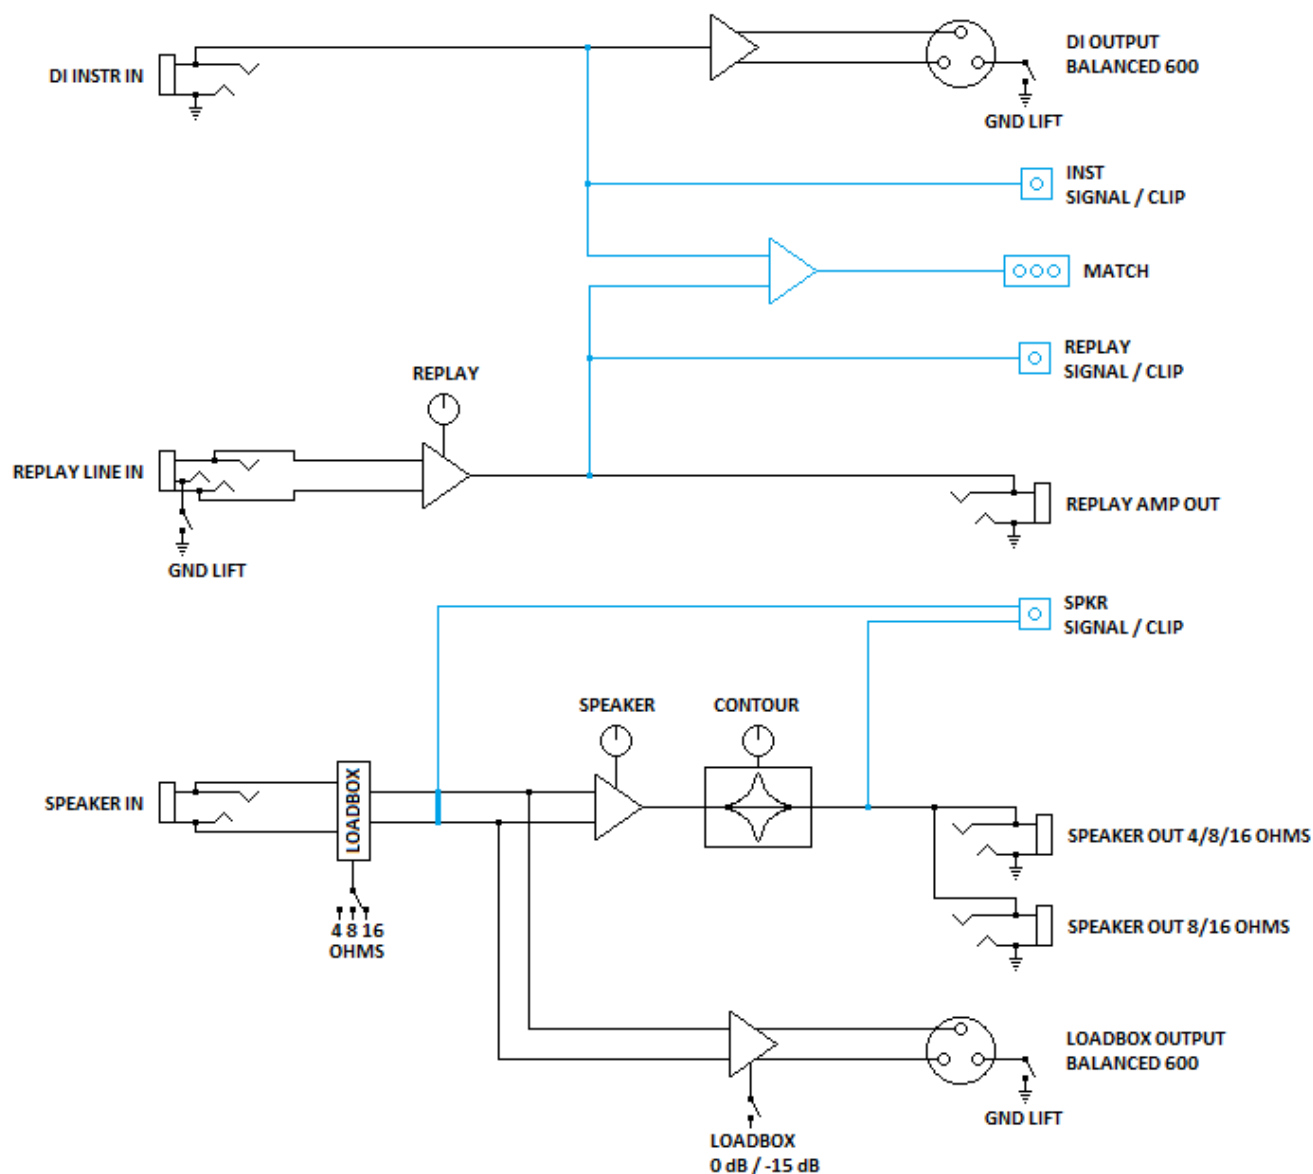 DI INSTR IN
DI OUTPUT
BALANCED 600
GND LIFT
INST
SIGNAL / CLIP
MATCH
REPLAY
SIGNAL / CLIP
REPLAY
REPLAY LINE IN
GND LIFT
REPLAY AMP OUT
SPKR
SIGNAL / CLIP
SPEAKER
CONTOUR
SPEAKER IN
LOADBOX
4 8 16
OHMS
SPEAKER OUT 4/8/16 OHMS
SPEAKER OUT 8/16 OHMS
LOADBOX OUTPUT
BALANCED 600
GND LIFT
LOADBOX
0 dB / -15 dB